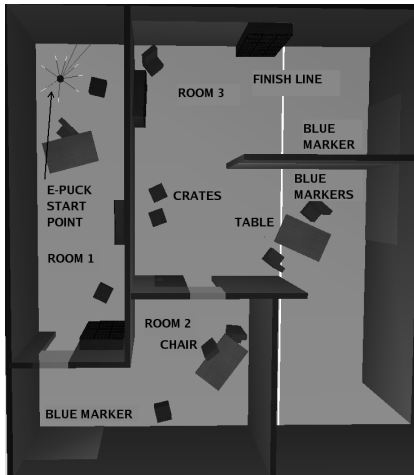 ROOM 3
FINISH LINE
BLUE
MARKER
BLUE
MARKERS
E-PUCK
START
POINT
CRATES
TABLE
ROOM 1
ROOM 2
CHAIR
BLUE MARKER